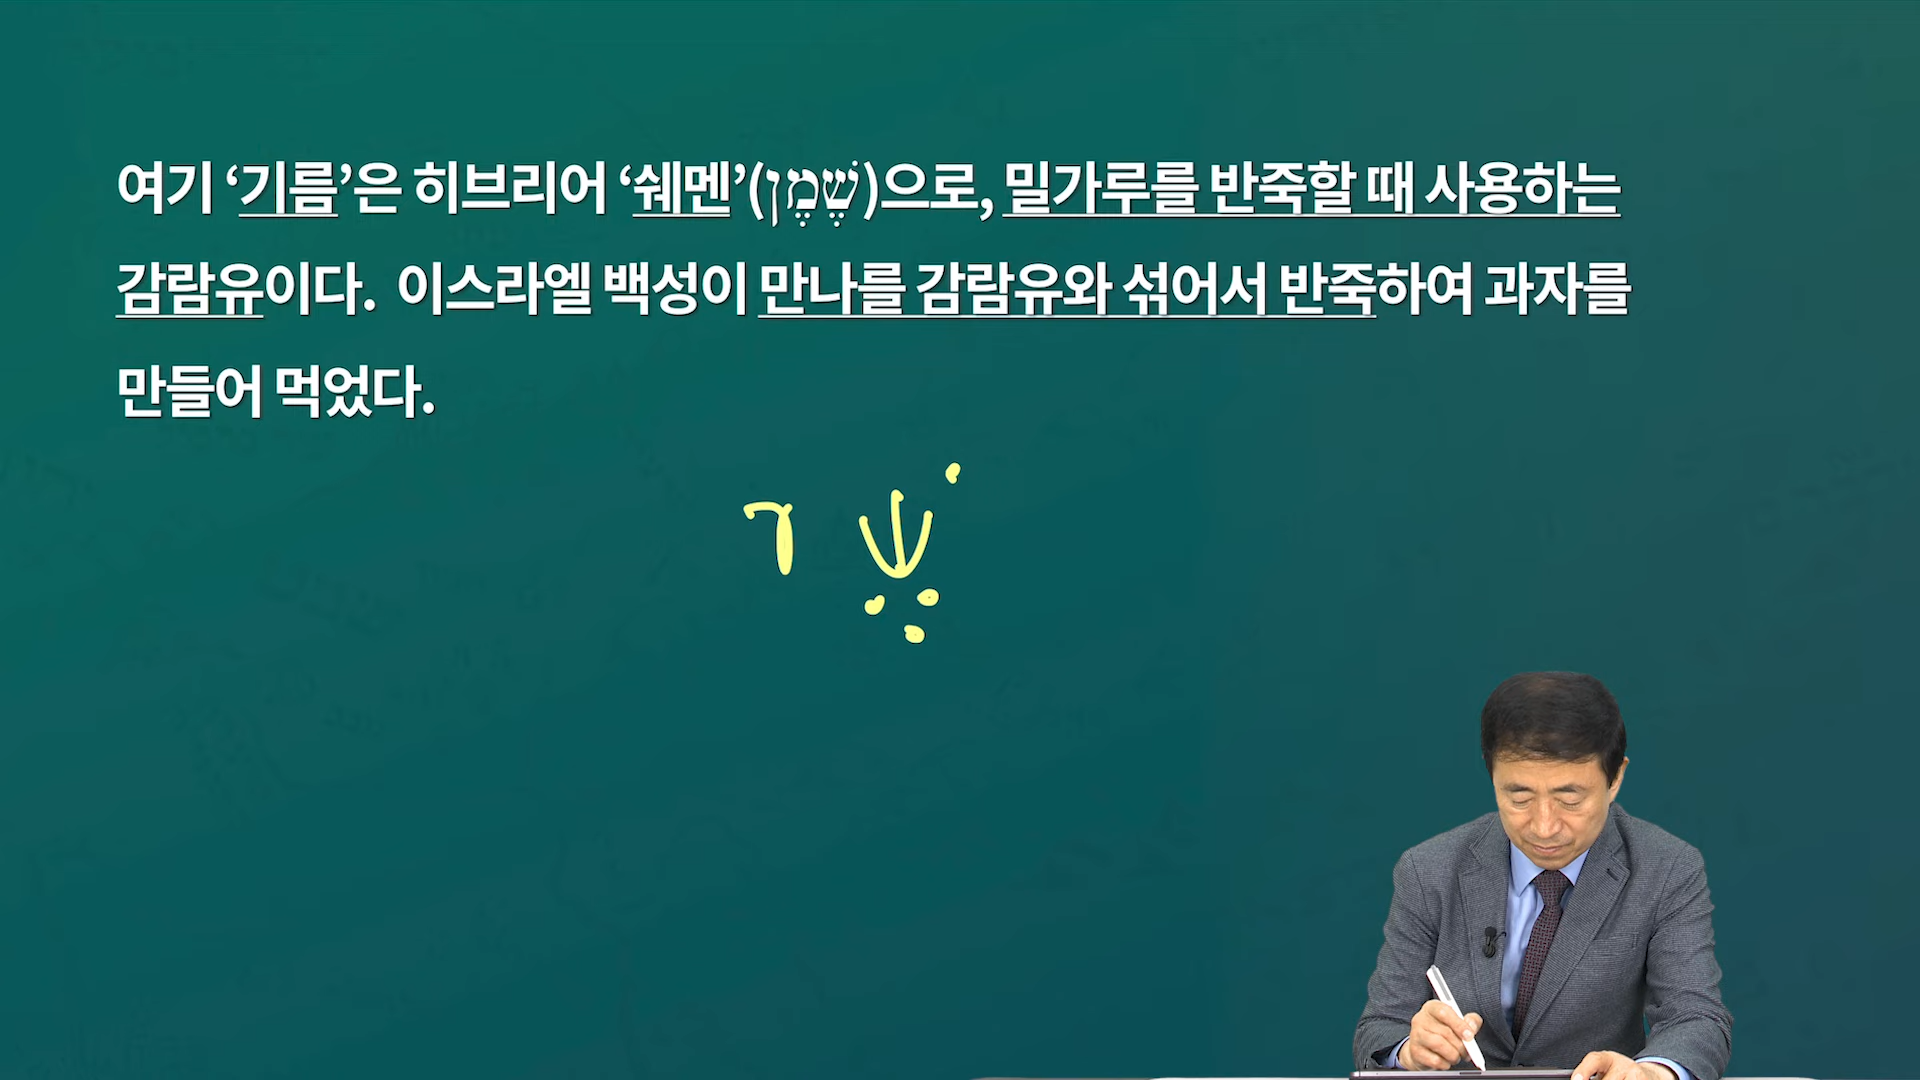 여기 ‘기름’은 히브리어 ‘쉐멘’(שֶׁמֶן)으로, 밀가루를 반죽할 때 사용하는
감람유이다. 이스라엘 백성이 만나를 감람유와 섞어서 반죽하여 과자를
만들어 먹었다.